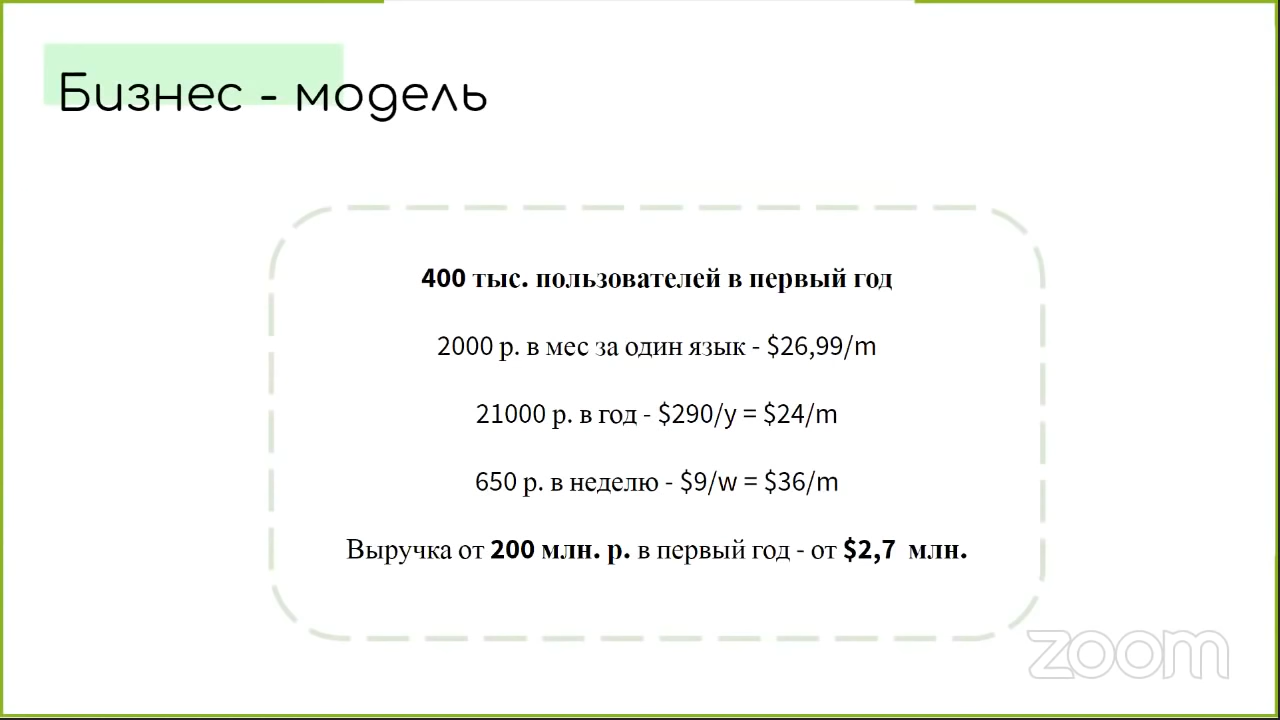 Бизнес - модель
400 тыс. пользователей в первый год
2000 р. в мес за один язык - $26,99/m
21000 р. в год - $290/y = $24/m
650 р. в неделю - $9/w = $36/m
Выручка от 200 млн. р. в первый год - от $2,7 млн.
zoom